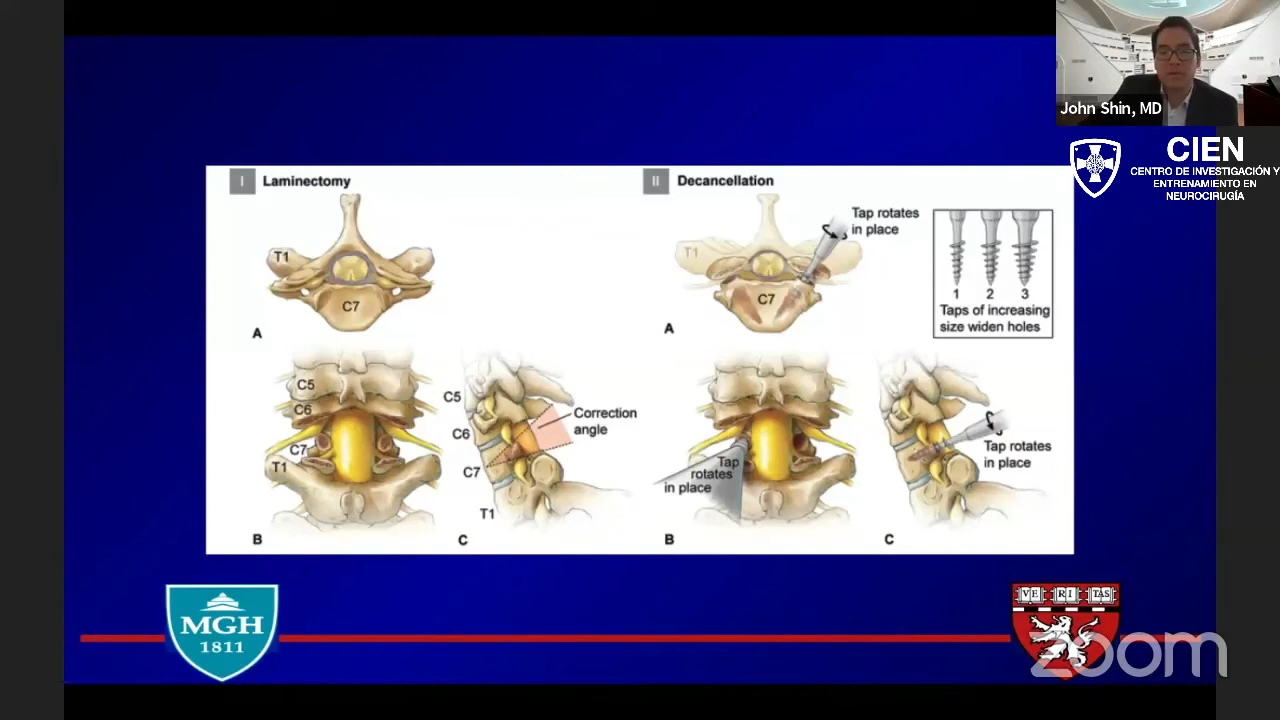 John Shin, MD
CIEN
CENTRO DE INVESTIGACIÓN Y
ENTRENAMIENTO EN
NEUROCIRUGÍA
I Laminectomy
T1
C7
A
C5
C6
C7
T1
B
C5
C6
C7
T1
Correction
angle
C
II Decancellation
T1
C7
Tap rotates
in place
A
1 2 3
Taps of increasing
size widen holes
Tap
rotates
in place
B
Tap rotates
in place
C
MGH
1811
VE RI TAS
zoom